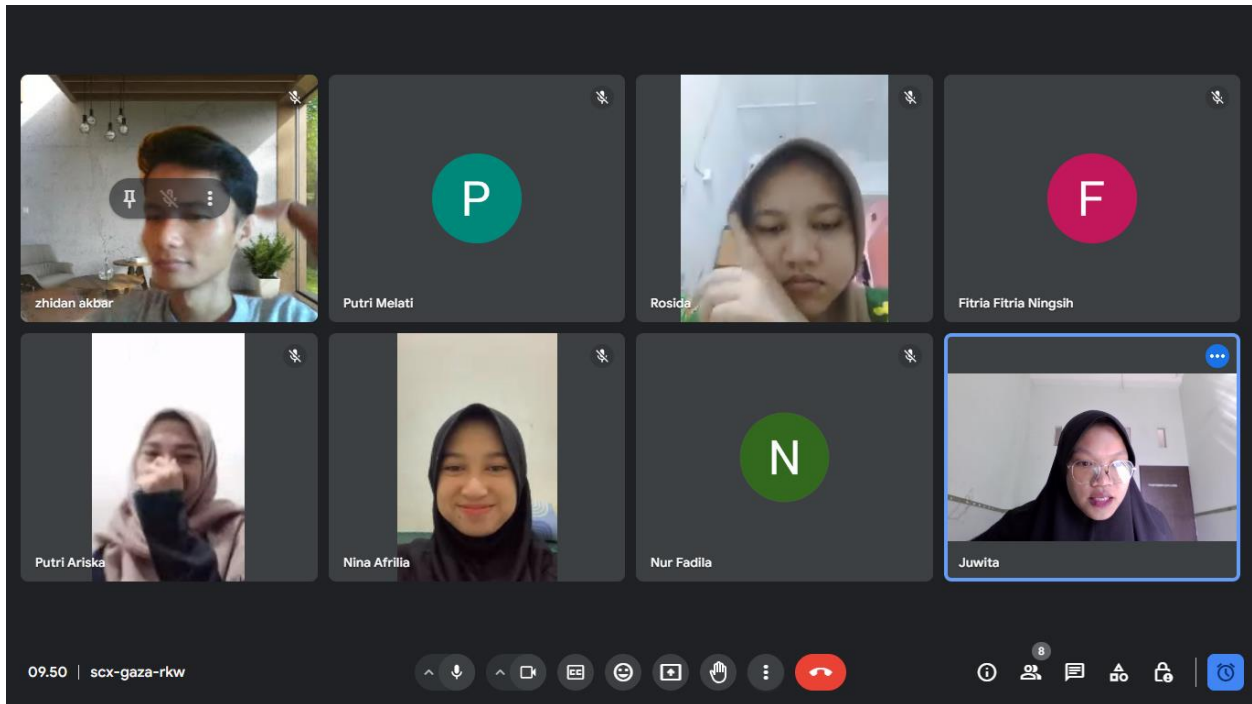 zhidan akbar
P
Putri Melati
Rosida
F
Fitria Fitria Ningsih
Putri Ariska
Nina Afrilia
N
Nur Fadila
Juwita
09.50 | scx-gaza-rkw
CC
8